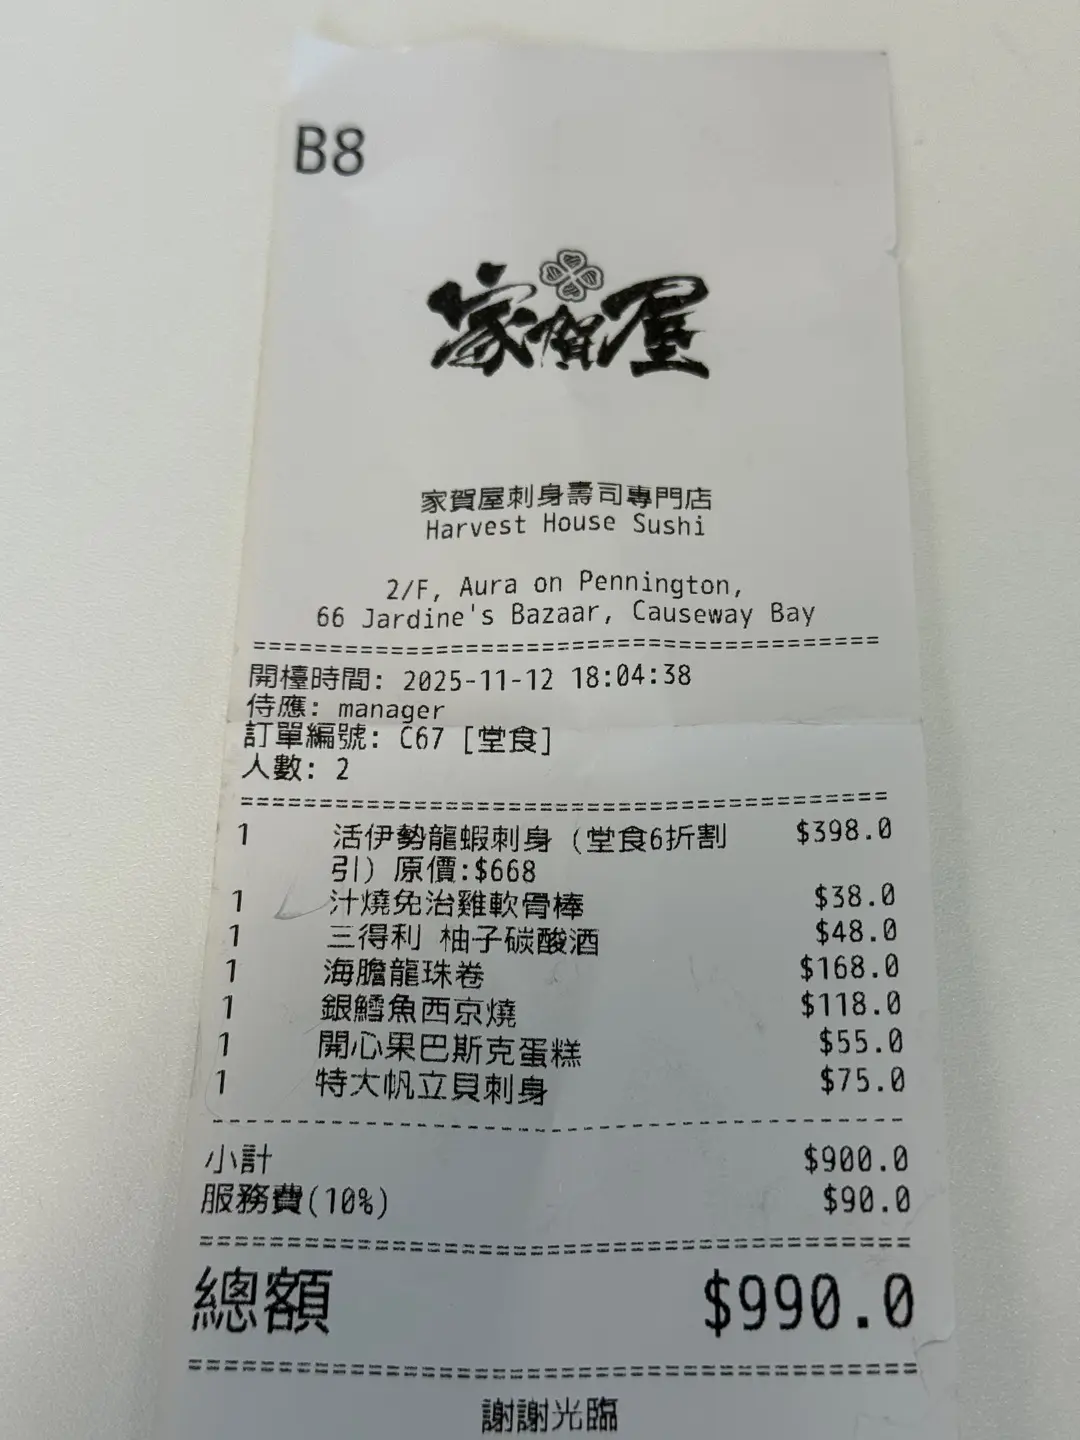 B8
家賀屋
家賀屋刺身壽司專門店
Harvest House Sushi
2/F, Aura on Pennington,
66 Jardine's Bazaar, Causeway Bay
=========================================
開檯時間: 2025-11-12 18:04:38
侍應: manager
訂單編號: C67 [堂食]
人數: 2
=========================================
1 活伊勢龍蝦刺身 (堂食6折割 $398.0
引) 原價:$668
1 汁燒免治雞軟骨棒 $38.0
1 三得利 柚子碳酸酒 $48.0
1 海膽龍珠卷 $168.0
1 銀鱈魚西京燒 $118.0
1 開心果巴斯克蛋糕 $55.0
1 特大帆立貝刺身 $75.0
-----------------------------------------
小計 $900.0
服務費(10%) $90.0
=========================================
總額 $990.0
=========================================
謝謝光臨